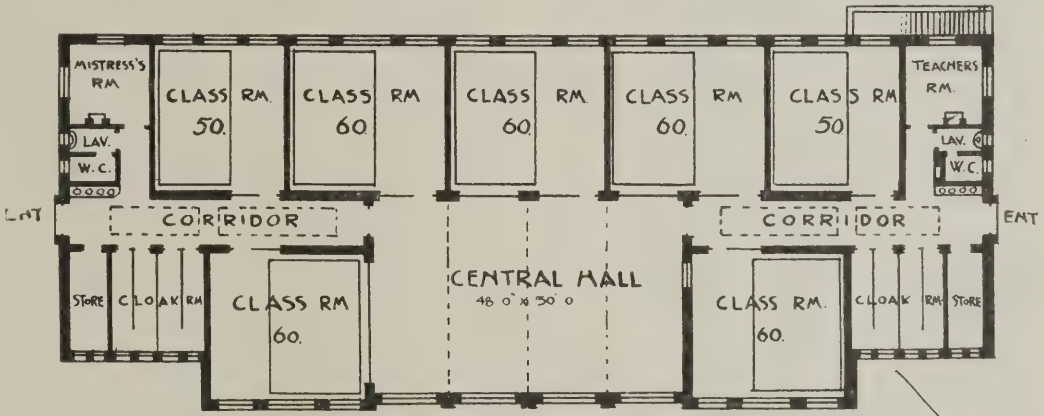 MISTRESS'S
RM.
CLASS RM.
50.
CLASS RM
60.
CLASS RM.
60.
CLASS RM
60.
CLASS RM
50.
TEACHERS
RM.
LAV.
W.C.
LAV.
W.C.
ENT
CORRIDOR
CORRIDOR
ENT
STORE
CLOAK RM
CLASS RM
60.
CENTRAL HALL
48' 0" x 30' 0
CLASS RM.
60.
CLOAK RM.
STORE